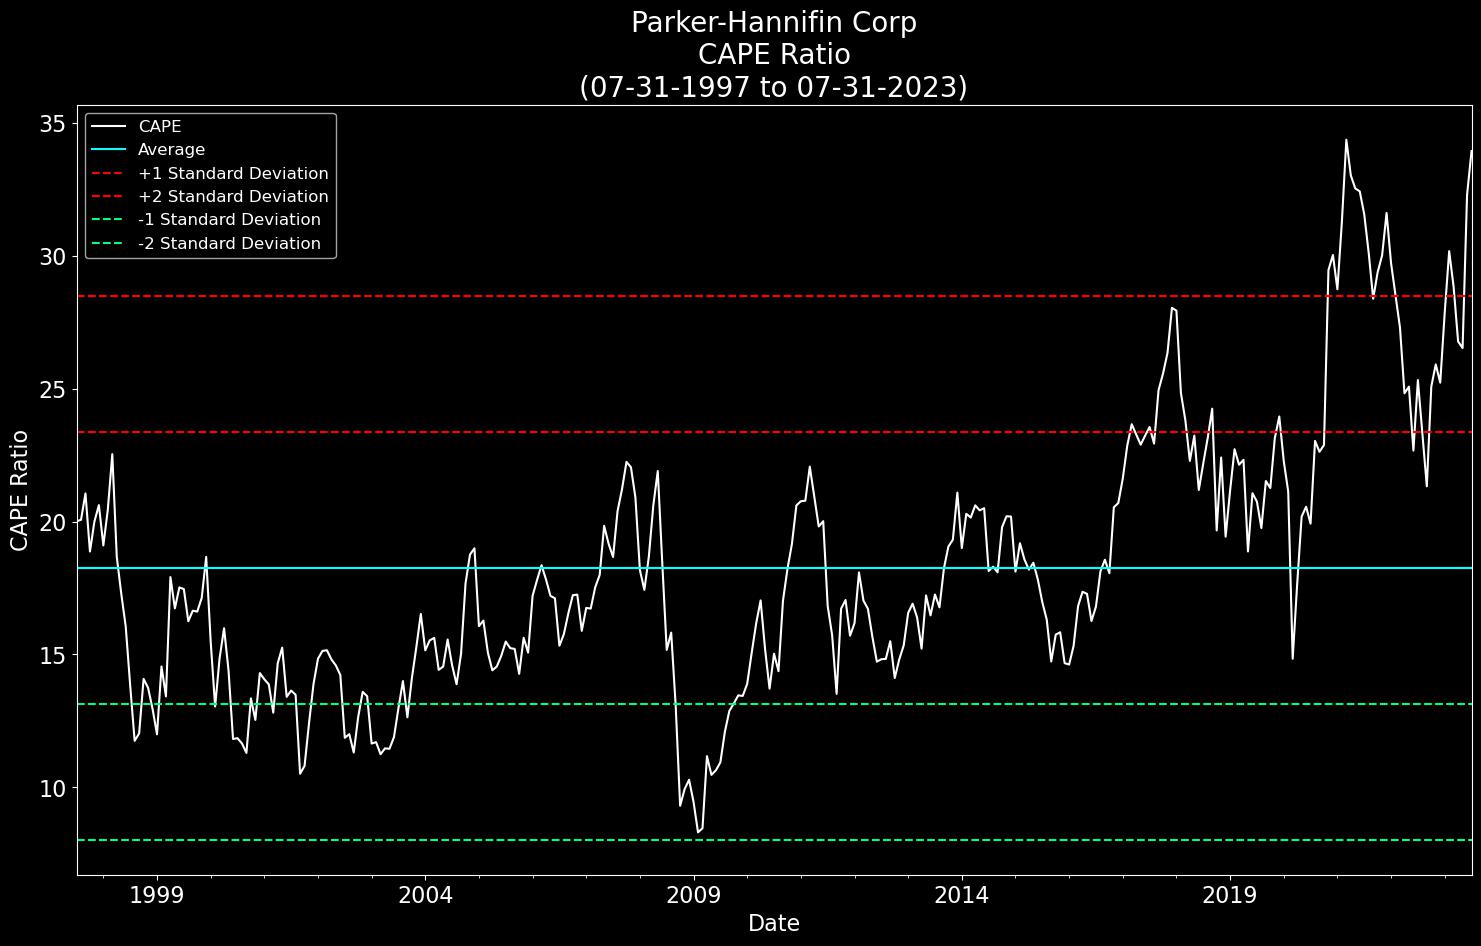 Parker-Hannifin Corp
CAPE Ratio
(07-31-1997 to 07-31-2023)
CAPE
Average
+1 Standard Deviation
+2 Standard Deviation
-1 Standard Deviation
-2 Standard Deviation
35
30
25
20
15
10
CAPE Ratio
1999 2004 2009 2014 2019
Date